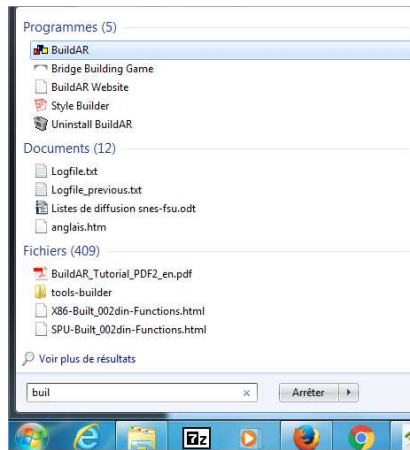 Programmes (5)
BuildAR
Bridge Building Game
BuildAR Website
Style Builder
Uninstall BuildAR
Documents (12)
Logfile.txt
Logfile_previous.txt
Listes de diffusion snes-fsu.odt
anglais.htm
Fichiers (409)
BuildAR_Tutorial_PDF2_en.pdf
tools-builder
X86-Built_002din-Functions.html
SPU-Built_002din-Functions.html
Voir plus de résultats
buil
Arrêter
7z